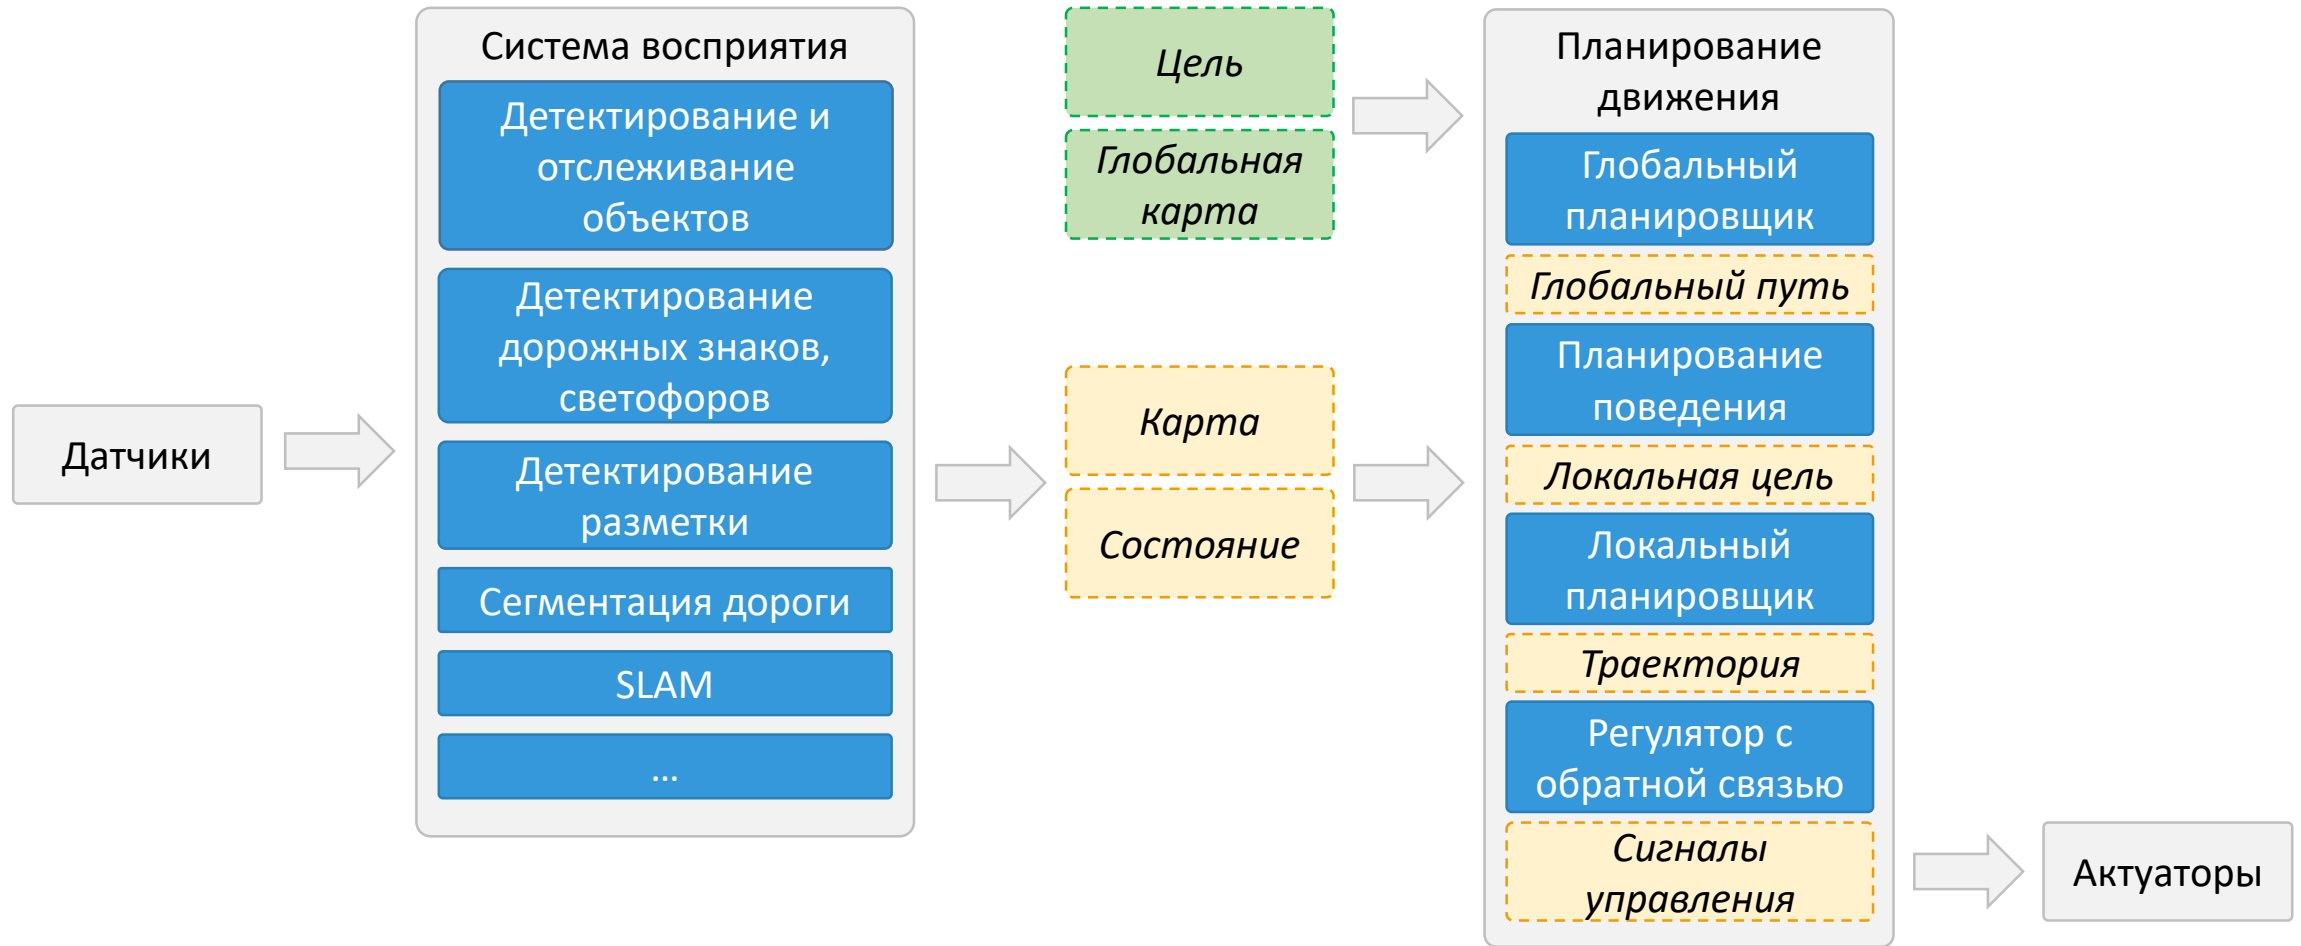 Датчики
Система восприятия
Детектирование и
отслеживание
объектов
Детектирование
дорожных знаков,
светофоров
Детектирование
разметки
Сегментация дороги
SLAM
...
Цель
Глобальная
карта
Карта
Состояние
Планирование
движения
Глобальный
планировщик
Глобальный путь
Планирование
поведения
Локальная цель
Локальный
планировщик
Траектория
Регулятор с
обратной связью
Сигналы
управления
Актуаторы